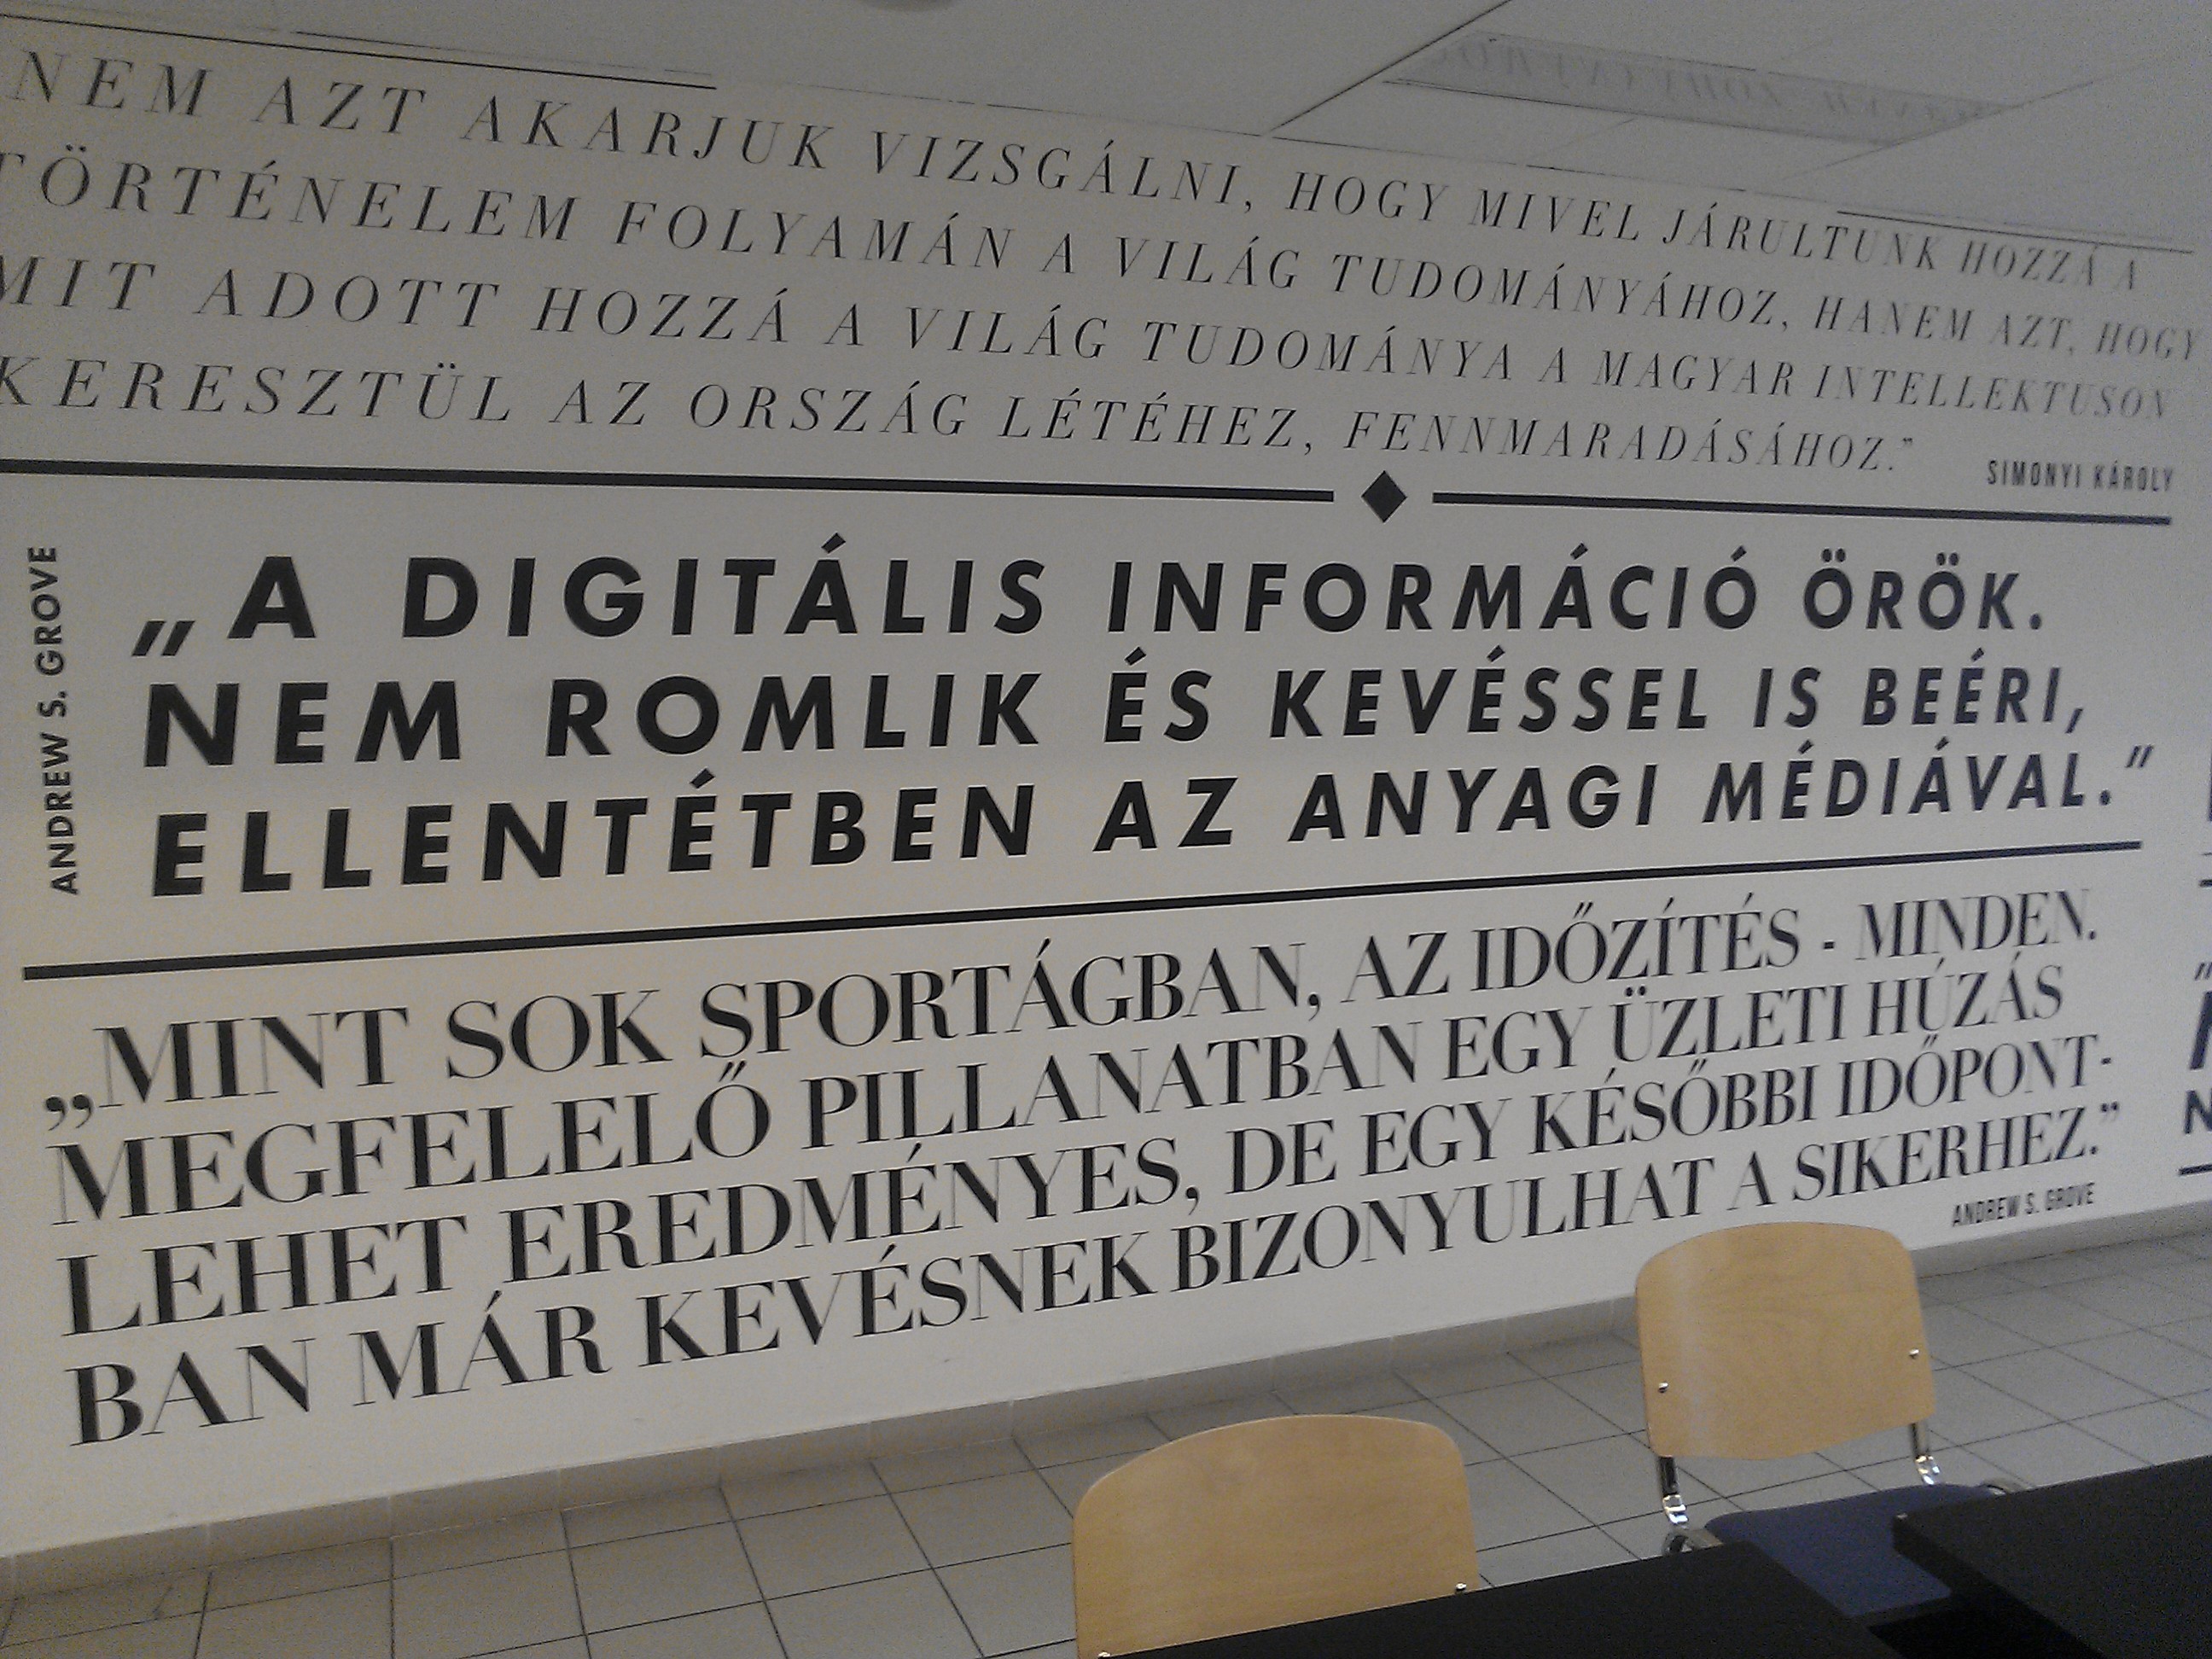 NEM AZT AKARJUK VIZSGÁLNI, HOGY MIVEL JÁRULTUNK HOZZÁ A
TÖRTÉNELEM FOLYAMÁN A VILÁG TUDOMÁNYÁHOZ, HANEM AZT, HOGY
MIT ADOTT HOZZÁ A VILÁG TUDOMÁNYA A MAGYAR INTELLEKTUSON
KERESZTÜL AZ ORSZÁG LÉTÉHEZ, FENNMARADÁSÁHOZ.”
SIMONYI KÁROLY
ANDREW S. GROVE
„A DIGITÁLIS INFORMÁCIÓ ÖRÖK.
NEM ROMLIK ÉS KEVÉSSEL IS BEÉRI,
ELLENTÉTBEN AZ ANYAGI MÉDIÁVAL.”
„MINT SOK SPORTÁGBAN, AZ IDŐZÍTÉS - MINDEN.
MEGFELELŐ PILLANATBAN EGY ÜZLETI HÚZÁS
LEHET EREDMÉNYES, DE EGY KÉSŐBBI IDŐPONT-
BAN MÁR KEVÉSNEK BIZONYULHAT A SIKERHEZ.”
ANDREW S. GROVE